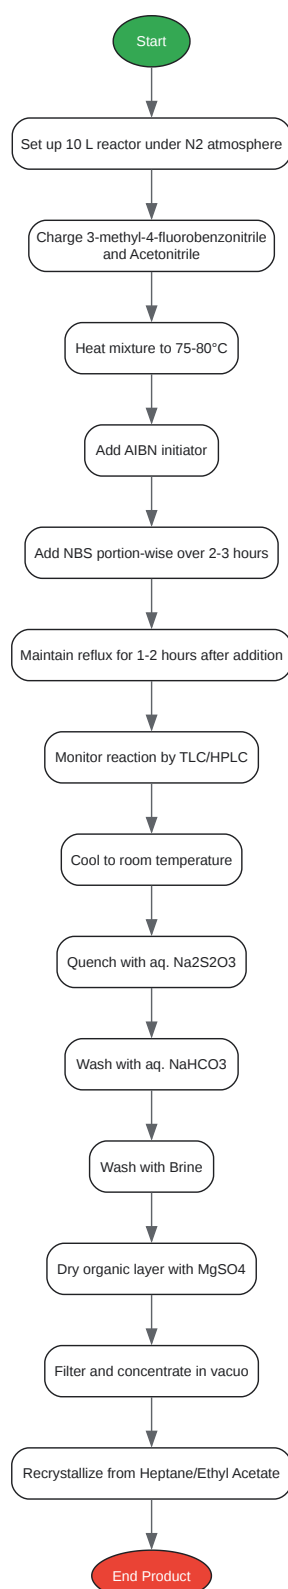 Start
Set up 10 L reactor under N2 atmosphere
Charge 3-methyl-4-fluorobenzonitrile
and Acetonitrile
Heat mixture to 75-80°C
Add AIBN initiator
Add NBS portion-wise over 2-3 hours
Maintain reflux for 1-2 hours after addition
Monitor reaction by TLC/HPLC
Cool to room temperature
Quench with aq. Na2S2O3
Wash with aq. NaHCO3
Wash with Brine
Dry organic layer with MgSO4
Filter and concentrate in vacuo
Recrystallize from Heptane/Ethyl Acetate
End Product